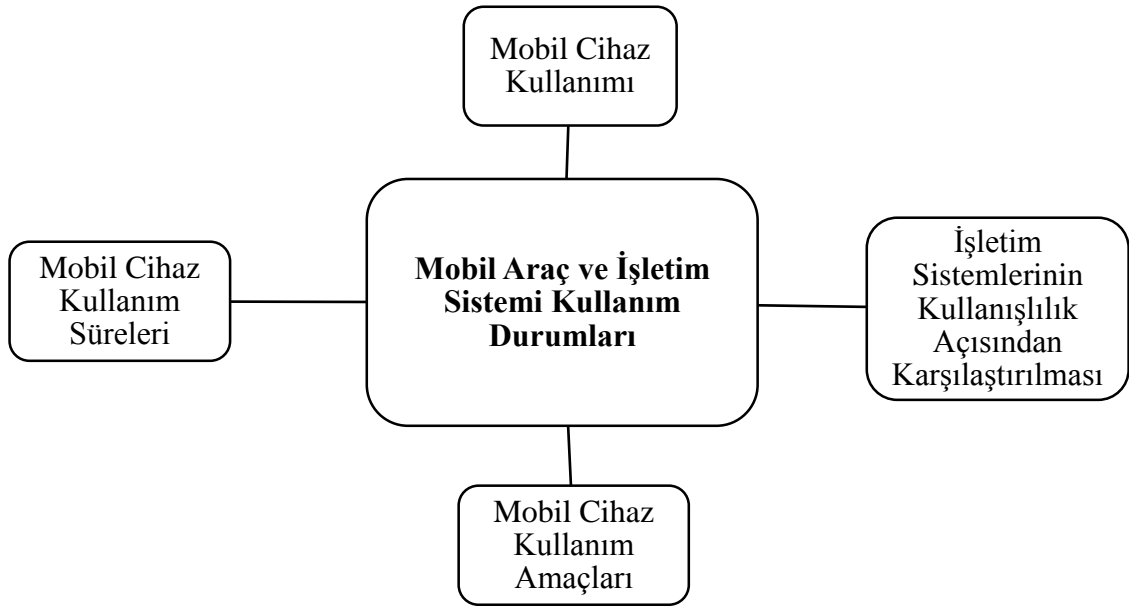 Mobil Cihaz
Kullanımı
Mobil Cihaz
Kullanım
Süreleri
Mobil Araç ve İşletim
Sistemi Kullanım
Durumları
İşletim
Sistemlerinin
Kullanışlılık
Açısından
Karşılaştırılması
Mobil Cihaz
Kullanım
Amaçları